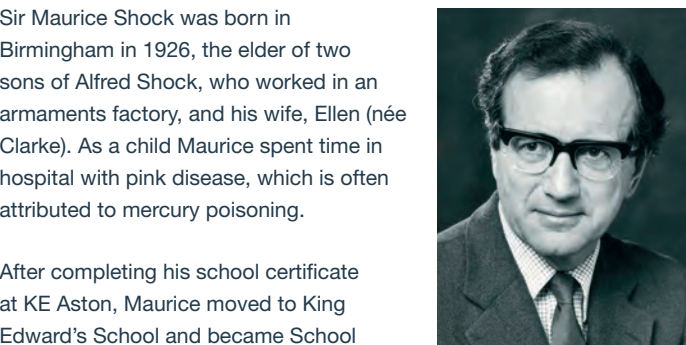 Sir Maurice Shock was born in
Birmingham in 1926, the elder of two
sons of Alfred Shock, who worked in an
armaments factory, and his wife, Ellen (née
Clarke). As a child Maurice spent time in
hospital with pink disease, which is often
attributed to mercury poisoning.
After completing his school certificate
at KE Aston, Maurice moved to King
Edward’s School and became School